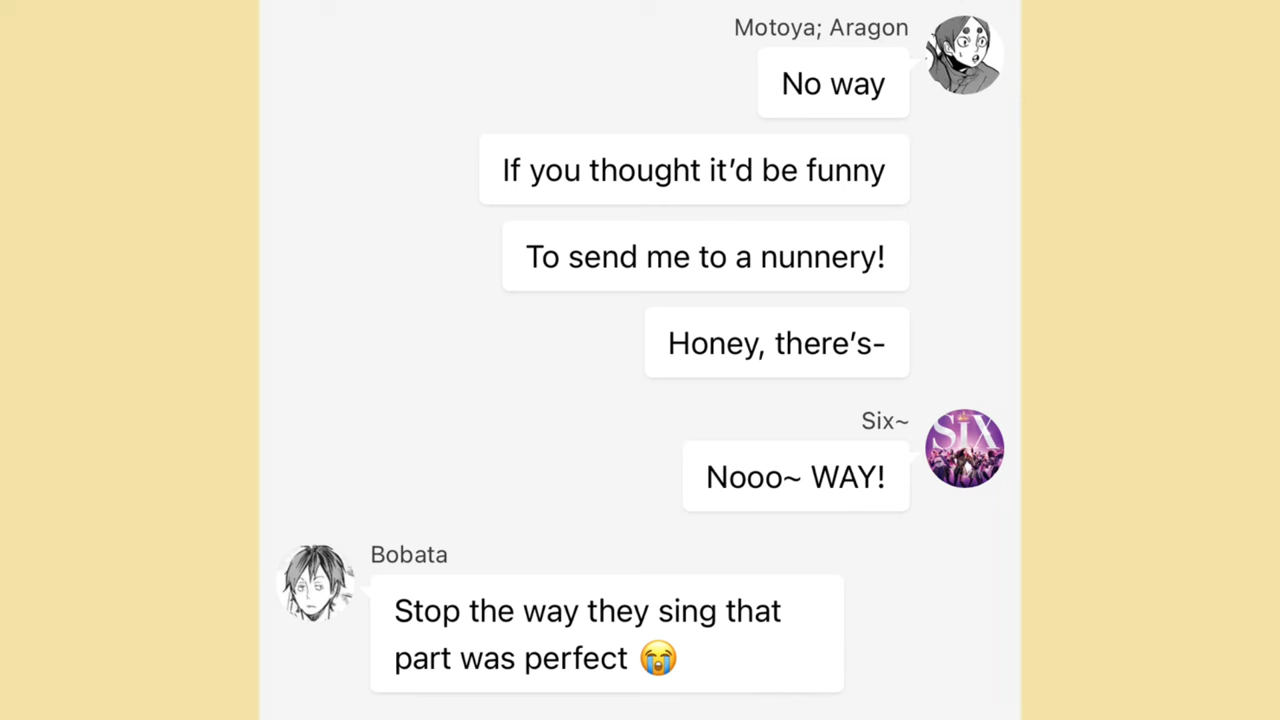 Motoya; Aragon
No way
If you thought it’d be funny
To send me to a nunnery!
Honey, there’s-
Six~
SIX
Nooo~ WAY!
Bobata
Stop the way they sing that
part was perfect 😭